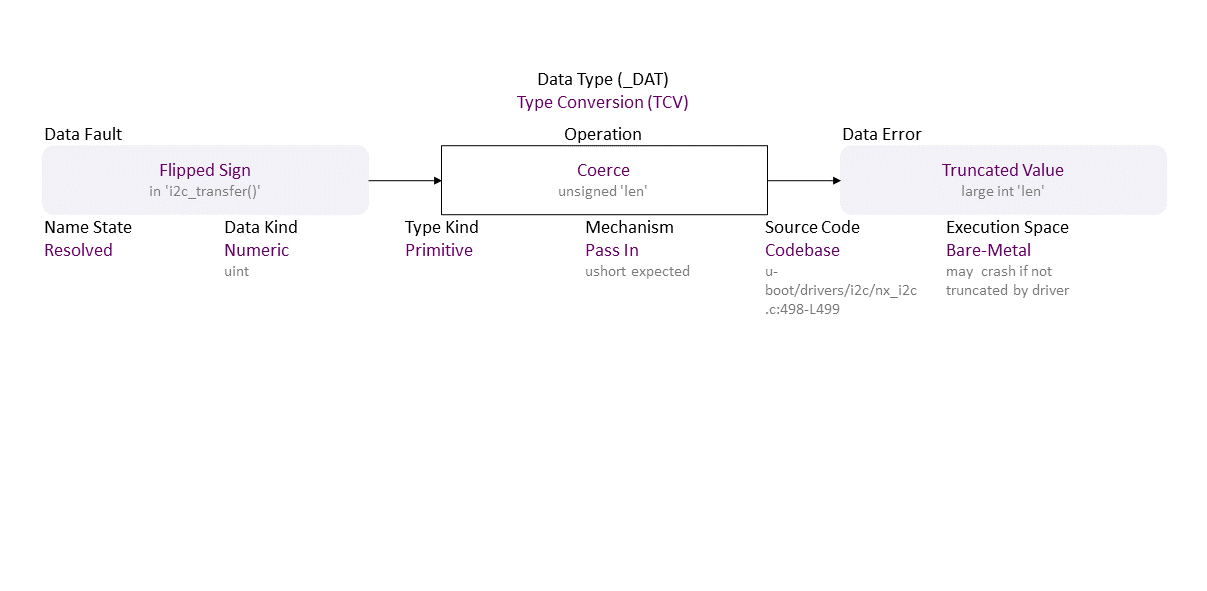 Data Type (_DAT)
Type Conversion (TCV)
Data Fault
Operation
Data Error
Flipped Sign
in 'i2c_transfer()'
Coerce
unsigned 'len'
Truncated Value
large int 'len'
Name State
Resolved
Data Kind
Numeric
uint
Type Kind
Primitive
Mechanism
Pass In
ushort expected
Source Code
Codebase
u-
boot/drivers/i2c/nx_i2c
.c:498-L499
Execution Space
Bare-Metal
may  crash if not
truncated by driver